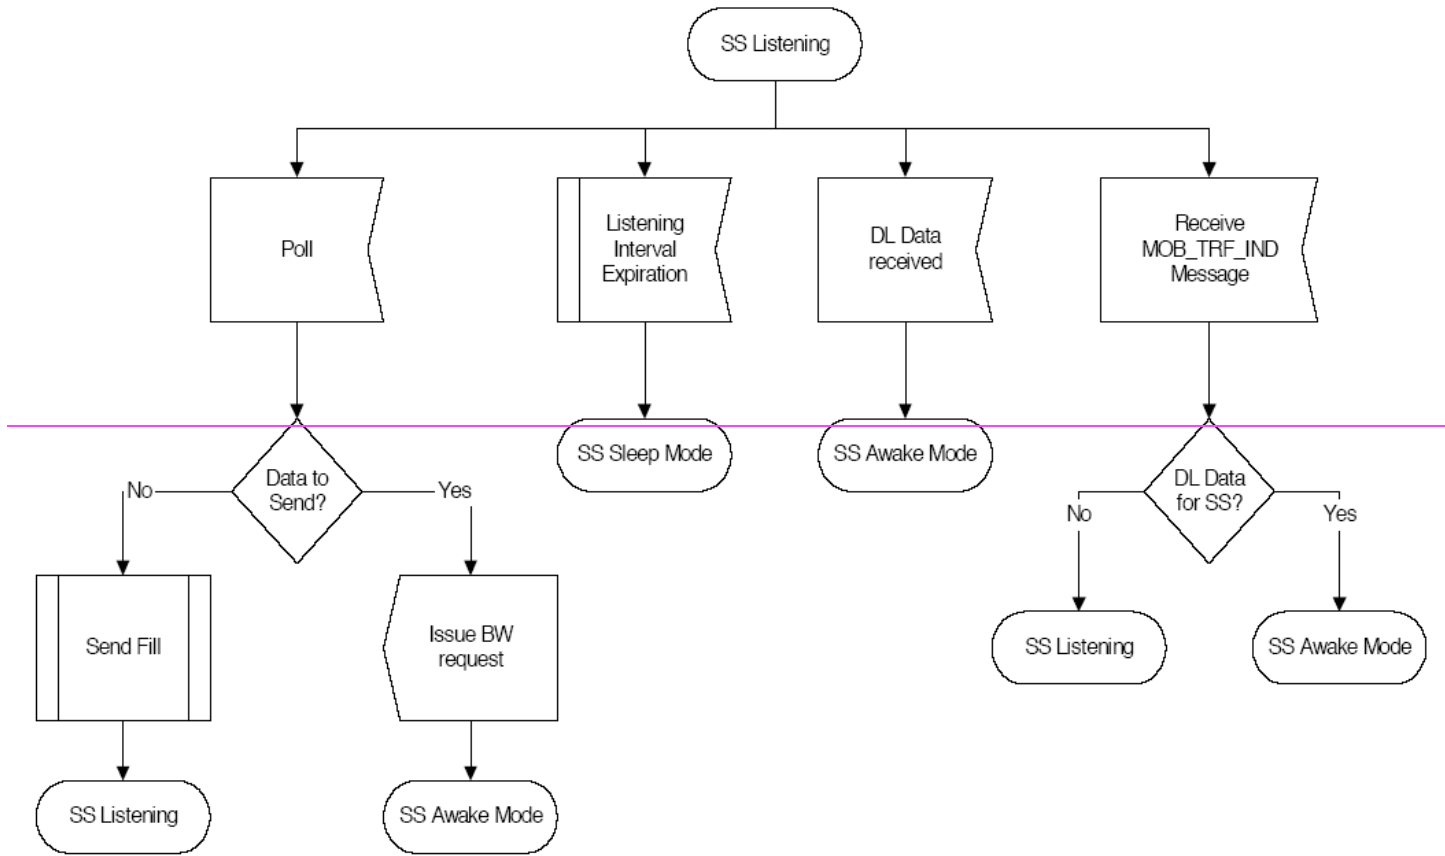 SS Listening
Poll
Listening
Interval
Expiration
DL Data
received
Receive
MOB_TRF_IND
Message
Data to
Send?
No
Yes
SS Sleep Mode
SS Awake Mode
DL Data
for SS?
No
Yes
Send Fill
Issue BW
request
SS Listening
SS Awake Mode
SS Listening
SS Awake Mode